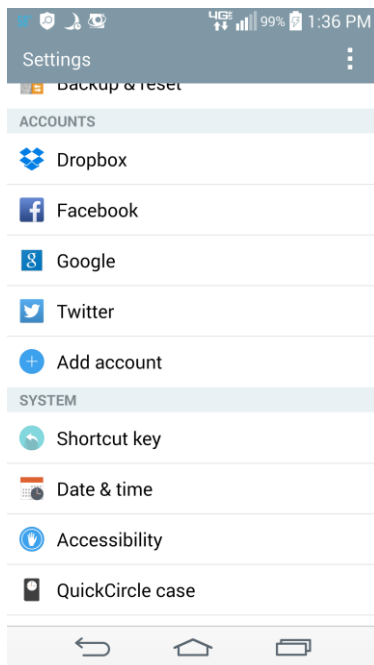 4GE 99% 1:36 PM
Settings
Backup & reset
ACCOUNTS
Dropbox
Facebook
Google
Twitter
Add account
SYSTEM
Shortcut key
Date & time
Accessibility
QuickCircle case